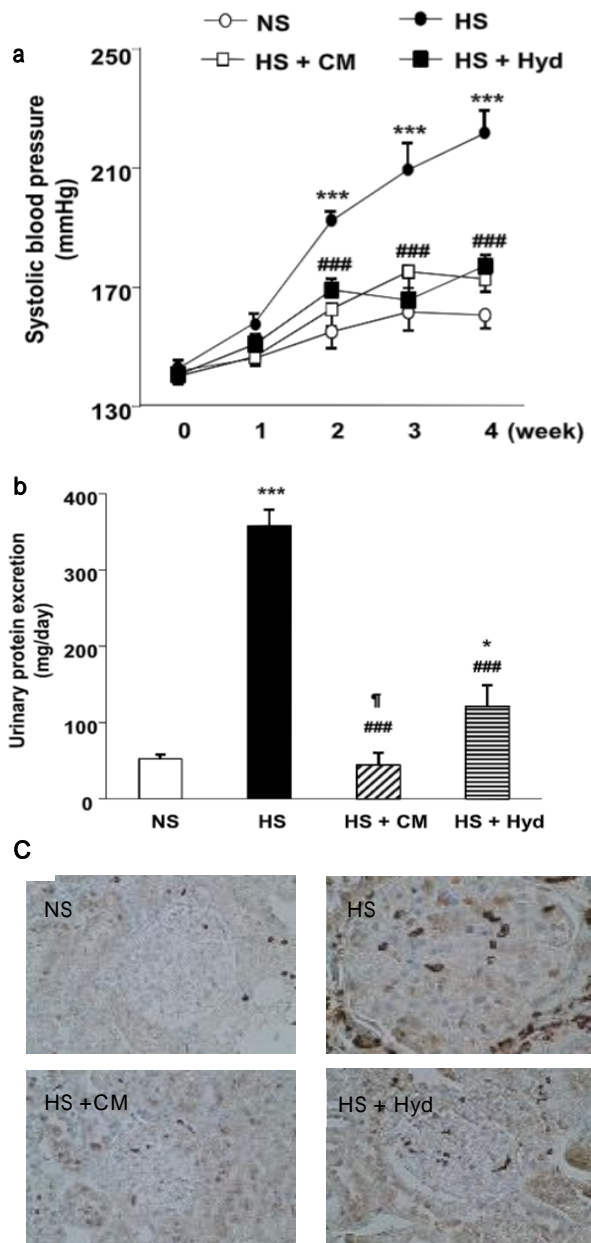 NS HS
HS + CM HS + Hyd
a
250
210
170
130
Systolic blood pressure
(mmHg)
***
***
***
###
###
###
0 1 2 3 4 (week)
b
400
300
200
100
0
Urinary protein excretion
(mg/day)
***
¶
###
*
###
NS HS HS + CM HS + Hyd
C
NS HS
HS +CM HS + Hyd